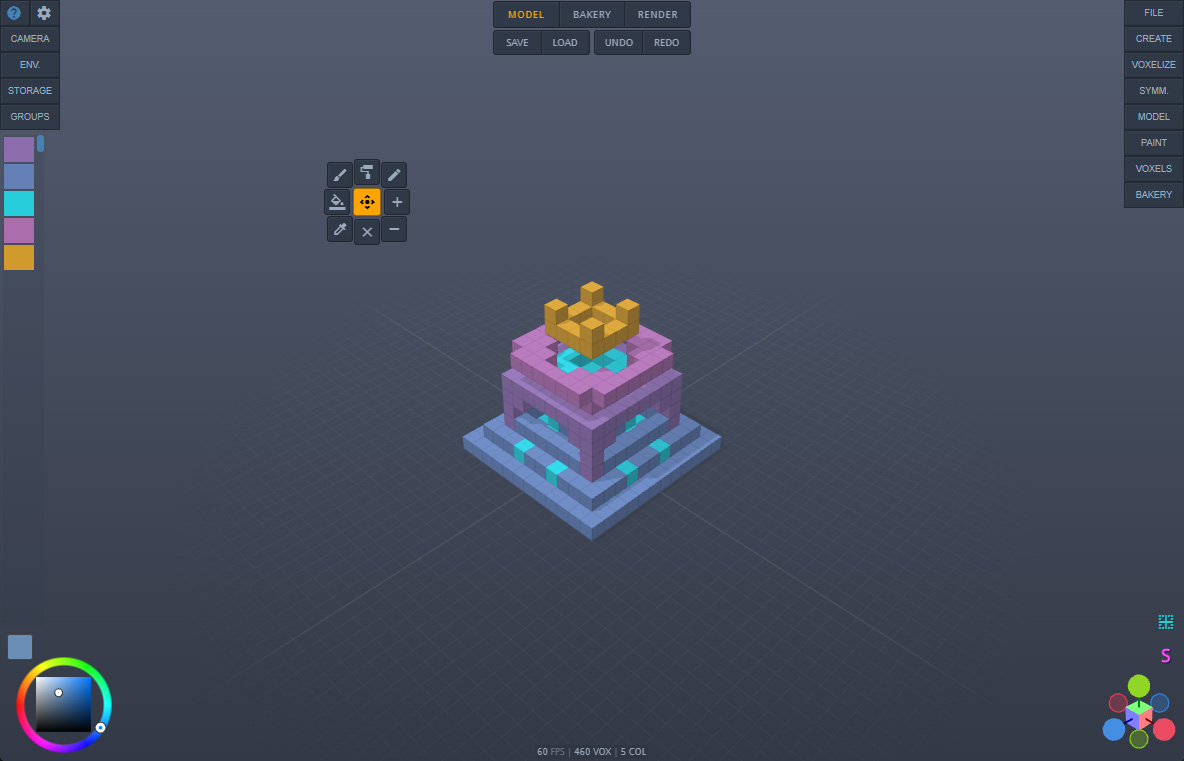 ?
CAMERA
ENV.
STORAGE
GROUPS
MODEL BAKERY RENDER
SAVE LOAD UNDO REDO
FILE
CREATE
VOXELIZE
SYMM.
MODEL
PAINT
VOXELS
BAKERY
S
60 FPS | 460 VOX | 5 COL